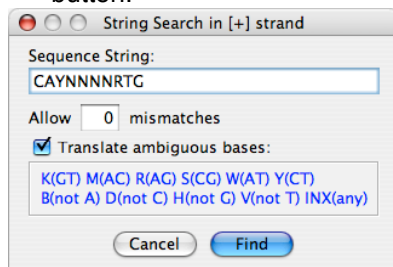 button.
String Search in [+] strand
Sequence String:
CAYNNNNRTG
Allow 0 mismatches
Translate ambiguous bases:
K(GT) M(AC) R(AG) S(CG) W(AT) Y(CT)
B(not A) D(not C) H(not G) V(not T) INX(any)
Cancel Find